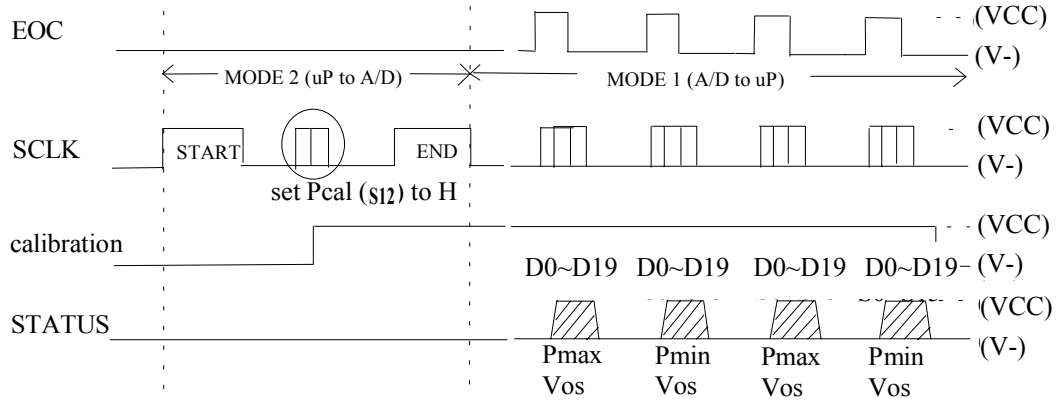 EOC
(VCC)
(V-)
MODE 2 (uP to A/D)
MODE 1 (A/D to uP)
SCLK
START
END
(VCC)
(V-)
set Pcal (S12) to H
calibration
(VCC)
D0~D19 D0~D19 D0~D19 D0~D19
(V-)
STATUS
(VCC)
(V-)
Pmax Pmin Pmax Pmin
Vos Vos Vos Vos